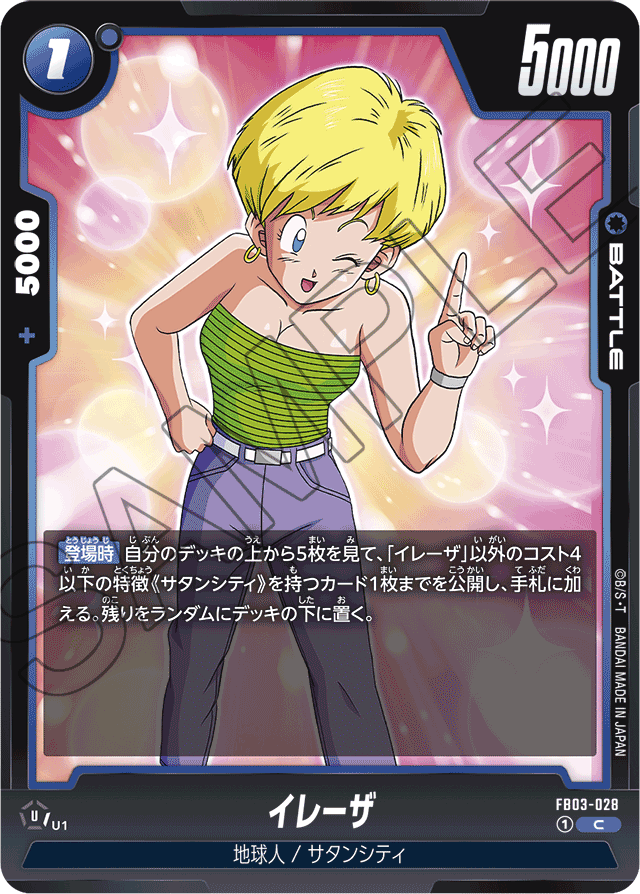 1
5000
+ 5000
BATTLE
SAMPLE
登場時 自分のデッキの上から5枚を見て、「イレーザ」以外のコスト4
以下の特徴《サタンシティ》を持つカード1枚までを公開し、手札に加
える。残りをランダムにデッキの下に置く。
©B/S・T BANDAI MADE IN JAPAN
U
U1
イレーザ
FB03-028
1 C
地球人 / サタンシティ